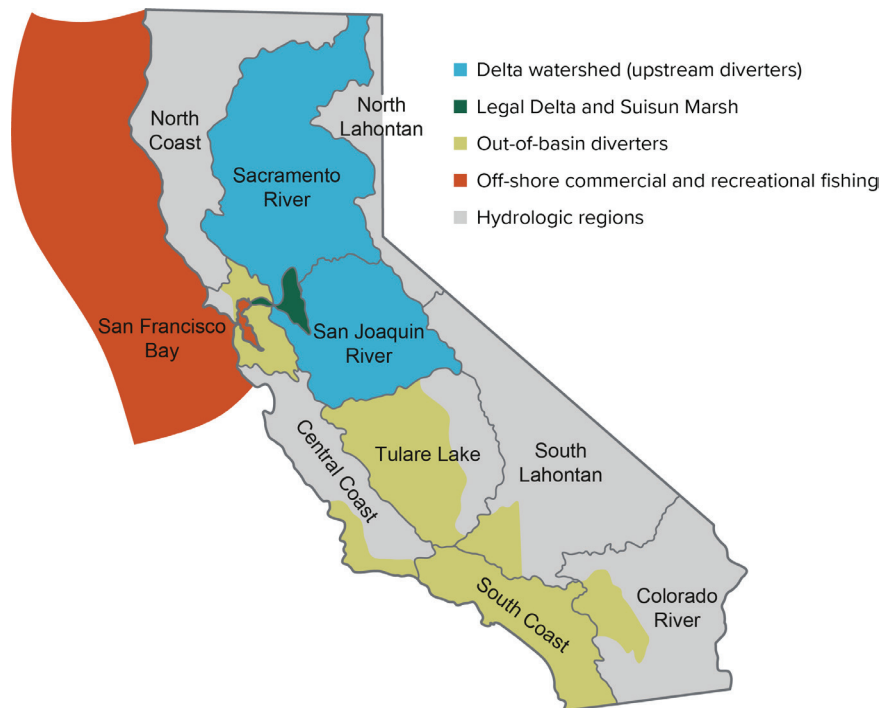 Delta watershed (upstream diverters)
Legal Delta and Suisun Marsh
Out-of-basin diverters
Off-shore commercial and recreational fishing
Hydrologic regions
North
Coast
North
Lahontan
Sacramento
River
San Francisco
Bay
San Joaquin
River
Tulare Lake
Central
Coast
South
Lahontan
South
Coast
Colorado
River